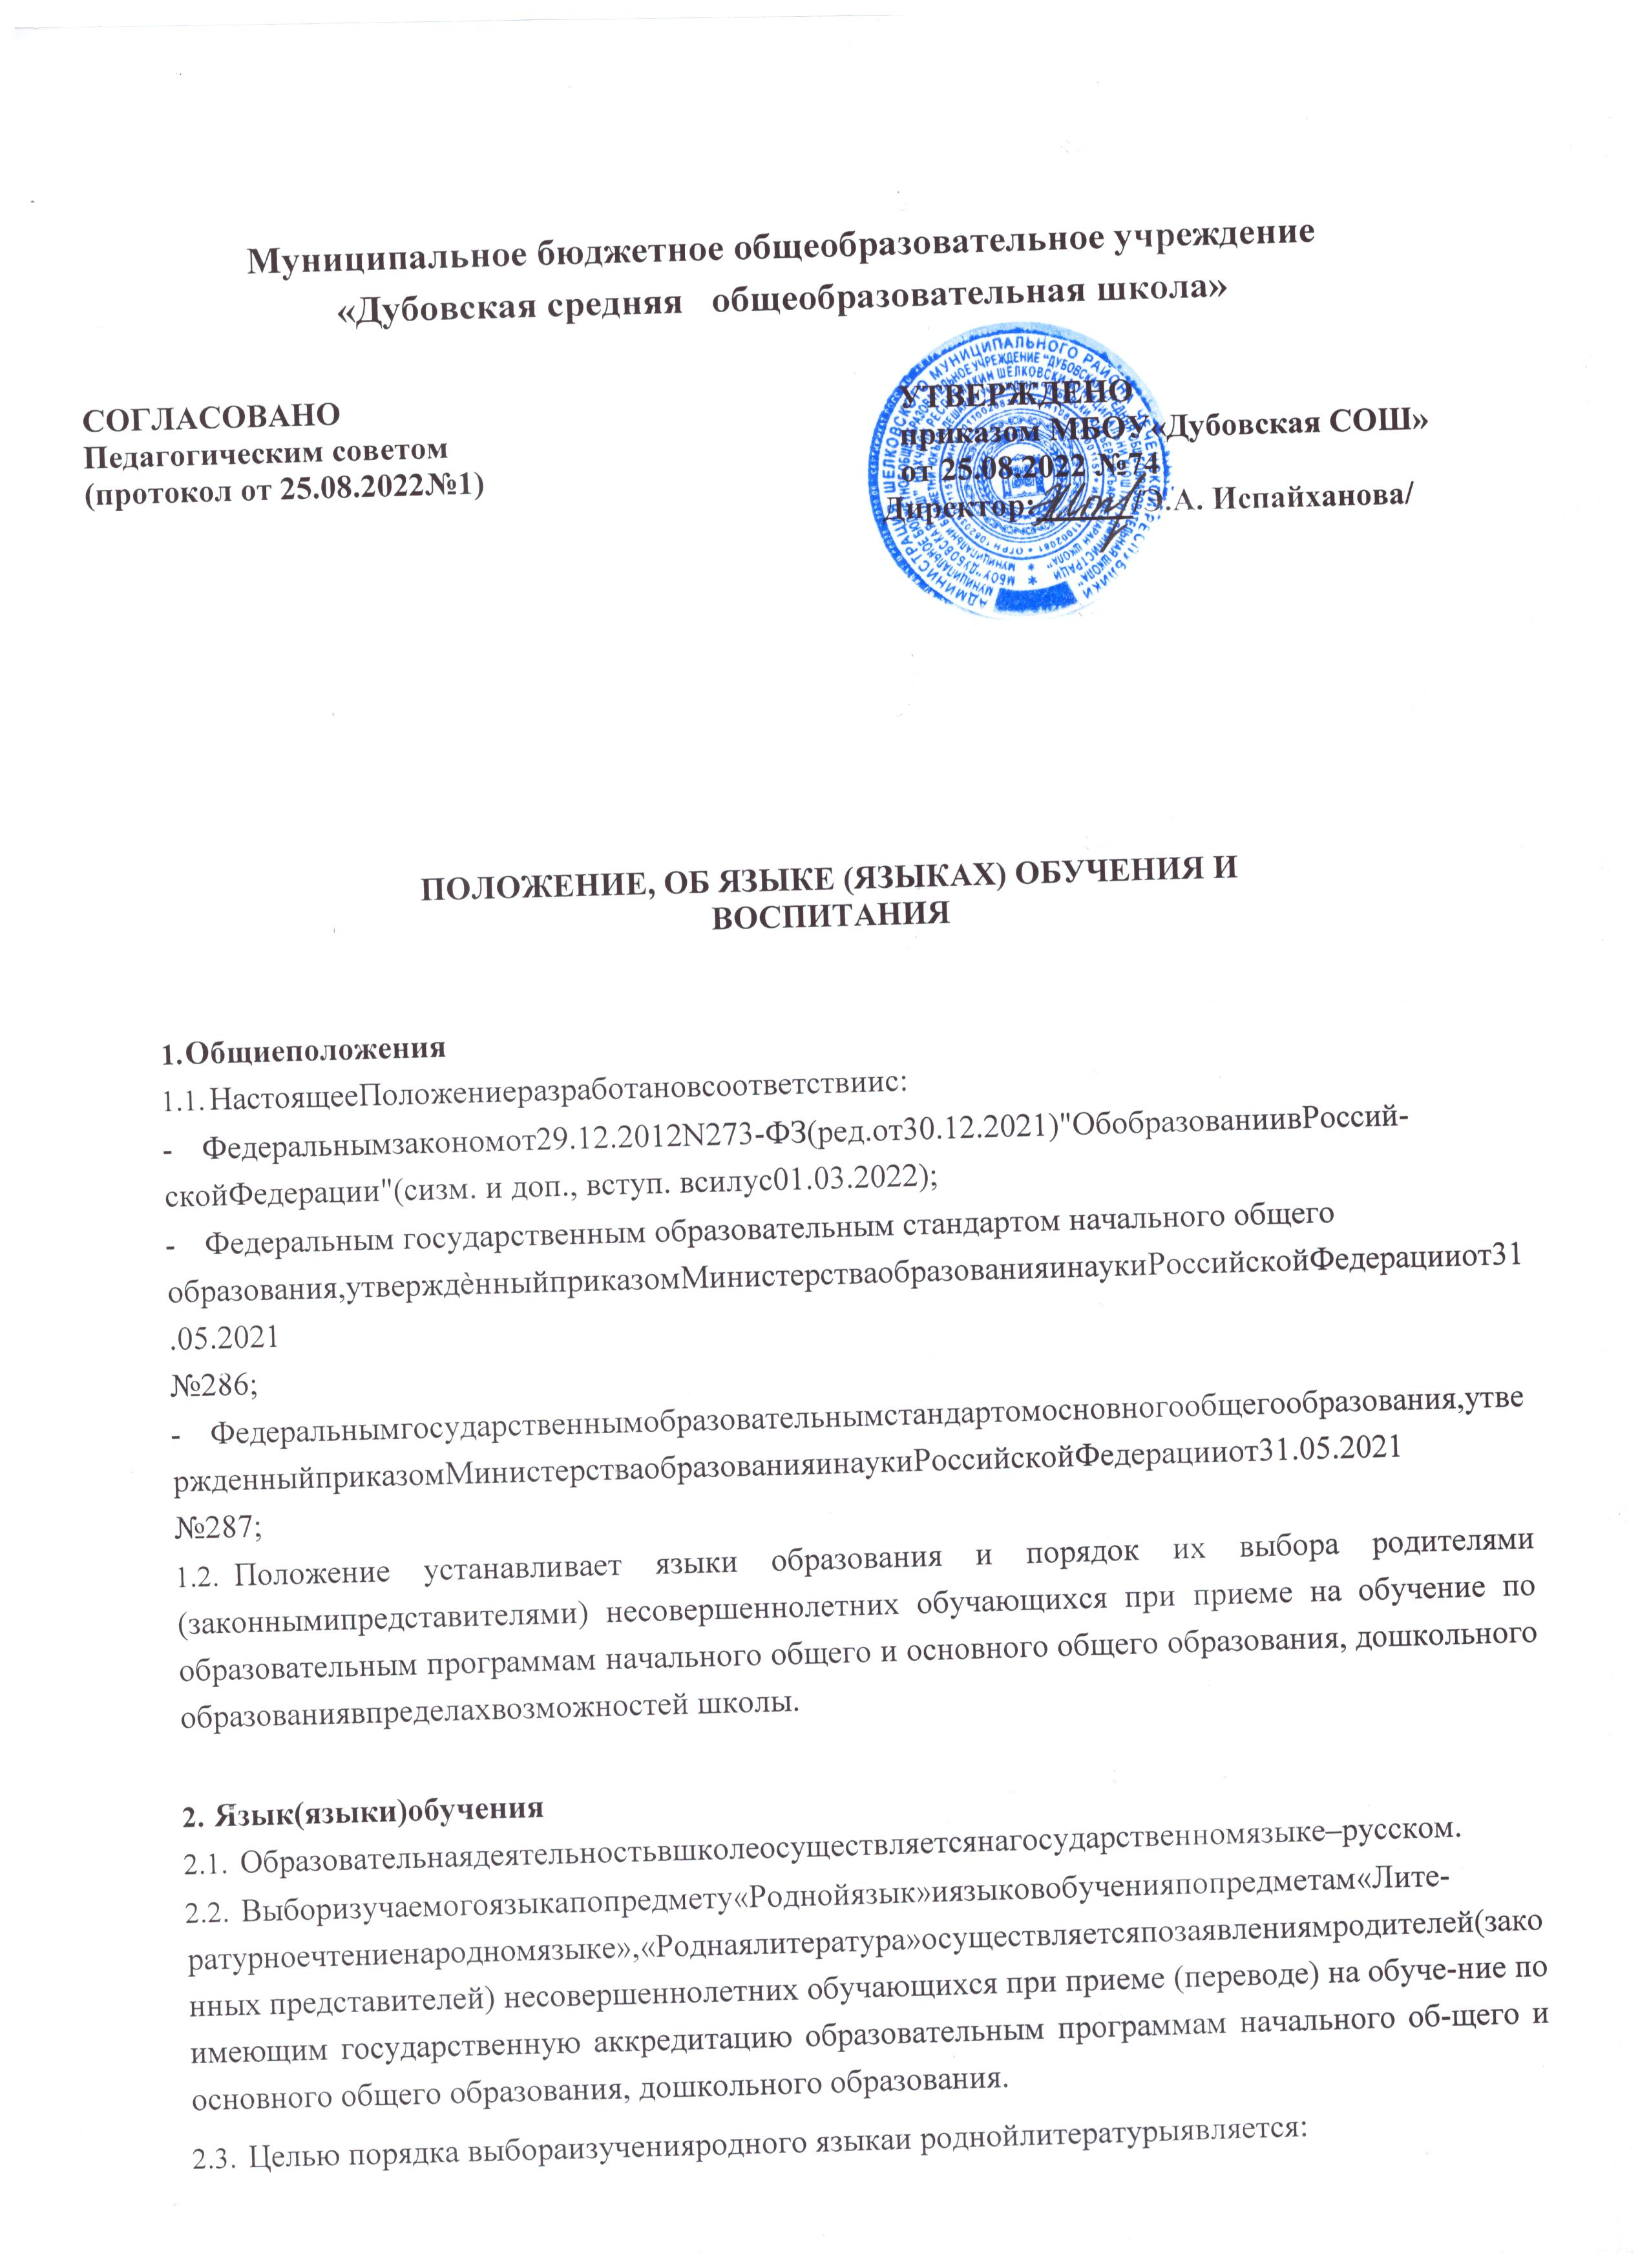 Муниципальное бюджетное общеобразовательное учреждение
«Дубовская средняя общеобразовательная школа»
СОГЛАСОВАНО
Педагогическим советом
(протокол от 25.08.2022№1)
УТВЕРЖДЕНО
приказом МБОУ«Дубовская СОШ»
от 25.08.2022 №74
Директор: Э.А. Испайханова/
ПОЛОЖЕНИЕ, ОБ ЯЗЫКЕ (ЯЗЫКАХ) ОБУЧЕНИЯ И
ВОСПИТАНИЯ
1.Общиеположения
1.1. НастоящееПоложениеразработановсоответствиис:
- Федеральнымзакономот29.12.2012N273-ФЗ(ред.от30.12.2021)"ОбобразованиивРоссий-
скойФедерации"(сизм. и доп., вступ. всилус01.03.2022);
- Федеральным государственным образовательным стандартом начального общего
образования,утверждѐнныйприказомМинистерстваобразованияинаукиРоссийскойФедерацииот31
.05.2021
№286;
- Федеральнымгосударственнымобразовательнымстандартомосновногообщегообразования,утве
ржденныйприказомМинистерстваобразованияинаукиРоссийскойФедерацииот31.05.2021
№287;
1.2. Положение устанавливает языки образования и порядок их выбора родителями
(законнымипредставителями) несовершеннолетних обучающихся при приеме на обучение по
образовательным программам начального общего и основного общего образования, дошкольного
образованиявпределахвозможностей школы.
2. Язык(языки)обучения
2.1. Образовательнаядеятельностьвшколеосуществляетсянагосударственномязыке–русском.
2.2. Выборизучаемогоязыкапопредмету«Роднойязык»иязыковобученияпопредметам«Лите-
ратурноечтениенародномязыке»,«Роднаялитература»осуществляетсяпозаявлениямродителей(зако
нных представителей) несовершеннолетних обучающихся при приеме (переводе) на обуче-ние по
имеющим государственную аккредитацию образовательным программам начального об-щего и
основного общего образования, дошкольного образования.
2.3. Целью порядка выбораизученияродного языкаи роднойлитературыявляется: